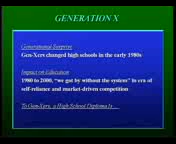 GENERATION X
Generational Surprise
Gen-Xers changed high schools in the early 1980s
Impact on Education
1980 to 2000, "we got by without the system" in era of
self-reliance and market-driven competition
To Gen-Xers, a High School Diploma Is ...